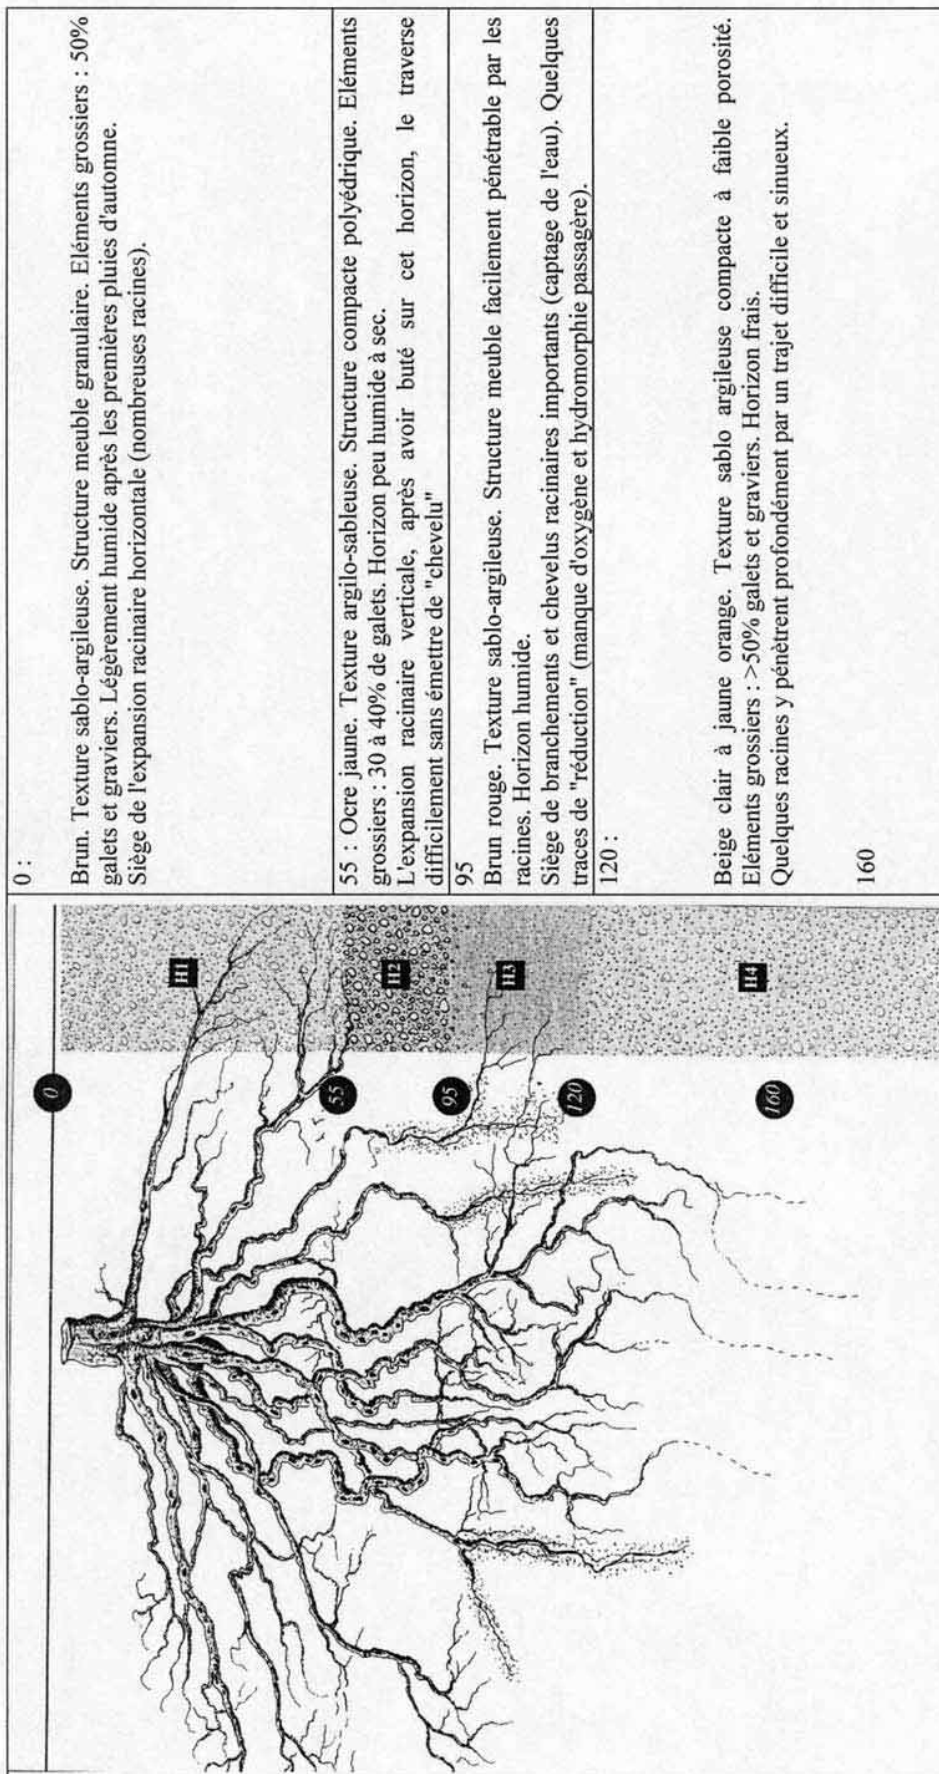 0 :
Brun. Texture sablo-argileuse. Structure meuble granulaire. Eléments grossiers : 50%
galets et graviers. Légèrement humide après les premières pluies d'automne.
Siège de l'expansion racinaire horizontale (nombreuses racines).
55 : Ocre jaune. Texture argilo-sableuse. Structure compacte polyédrique. Eléments
grossiers : 30 à 40% de galets. Horizon peu humide à sec.
L'expansion racinaire verticale, après avoir buté sur cet horizon, le traverse
difficilement sans émettre de "chevelu"
95
Brun rouge. Texture sablo-argileuse. Structure meuble facilement pénétrable par les
racines. Horizon humide.
Siège de branchements et chevelus racinaires importants (captage de l'eau). Quelques
traces de "réduction" (manque d'oxygène et hydromorphie passagère).
120 :
Beige clair à jaune orange. Texture sablo argileuse compacte à faible porosité.
Eléments grossiers : >50% galets et graviers. Horizon frais.
Quelques racines y pénètrent profondément par un trajet difficile et sinueux.
160
0
55
95
120
160
H1
H2
H3
H4